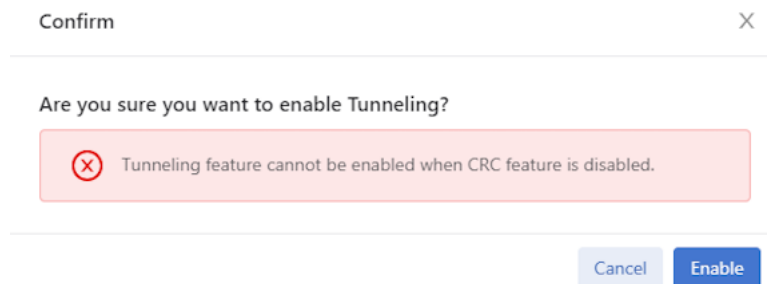 Confirm
Are you sure you want to enable Tunneling?
Tunneling feature cannot be enabled when CRC feature is disabled.
Cancel Enable